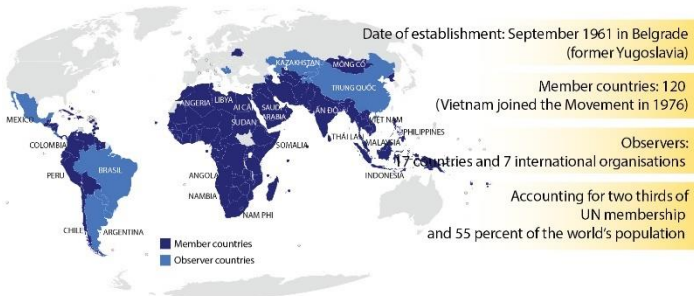 Date of establishment: September 1961 in Belgrade
(former Yugoslavia)
Member countries: 120
(Vietnam joined the Movement in 1976)
Observers:
17 countries and 7 international organisations
Accounting for two thirds of
UN membership
and 55 percent of the world's population
KAZAKHSTAN
MÔNG CỔ
TRUNG QUỐC
LIBYA
ANGERIA
AI CẬP
SAUDI
ARABIA
ẤN ĐỘ
VIỆT NAM
MEXICO
SUDAN
THÁI LAN
PHILIPPINES
COLOMBIA
SOMALIA
MALAYSIA
PERU
BRASIL
ANGOLA
INDONESIA
NAMBIA
NAM PHI
CHILE
ARGENTINA
Member countries
Observer countries